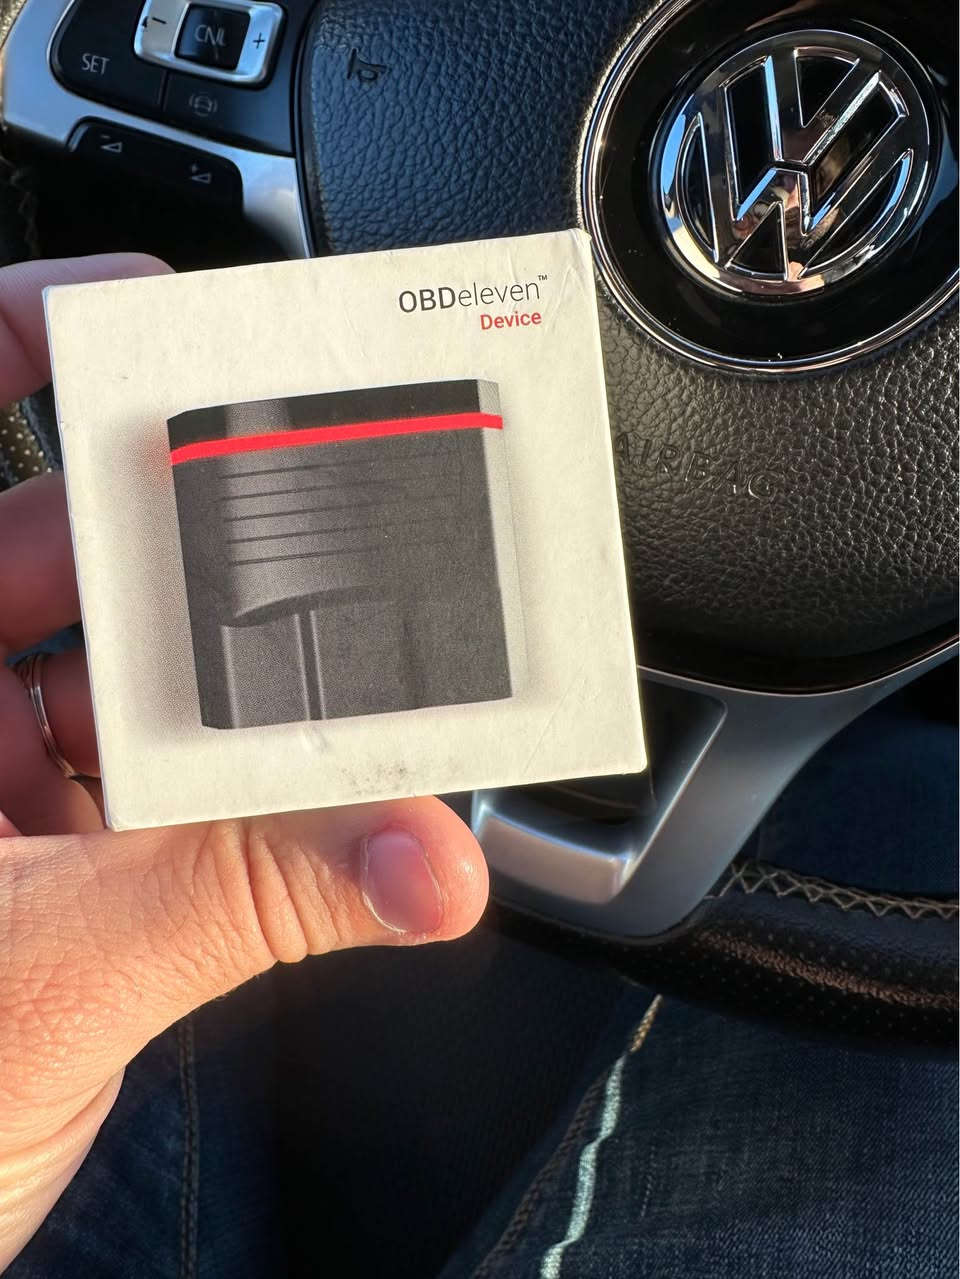 CNL
SET
OBDeleven™
Device
AIRBAG